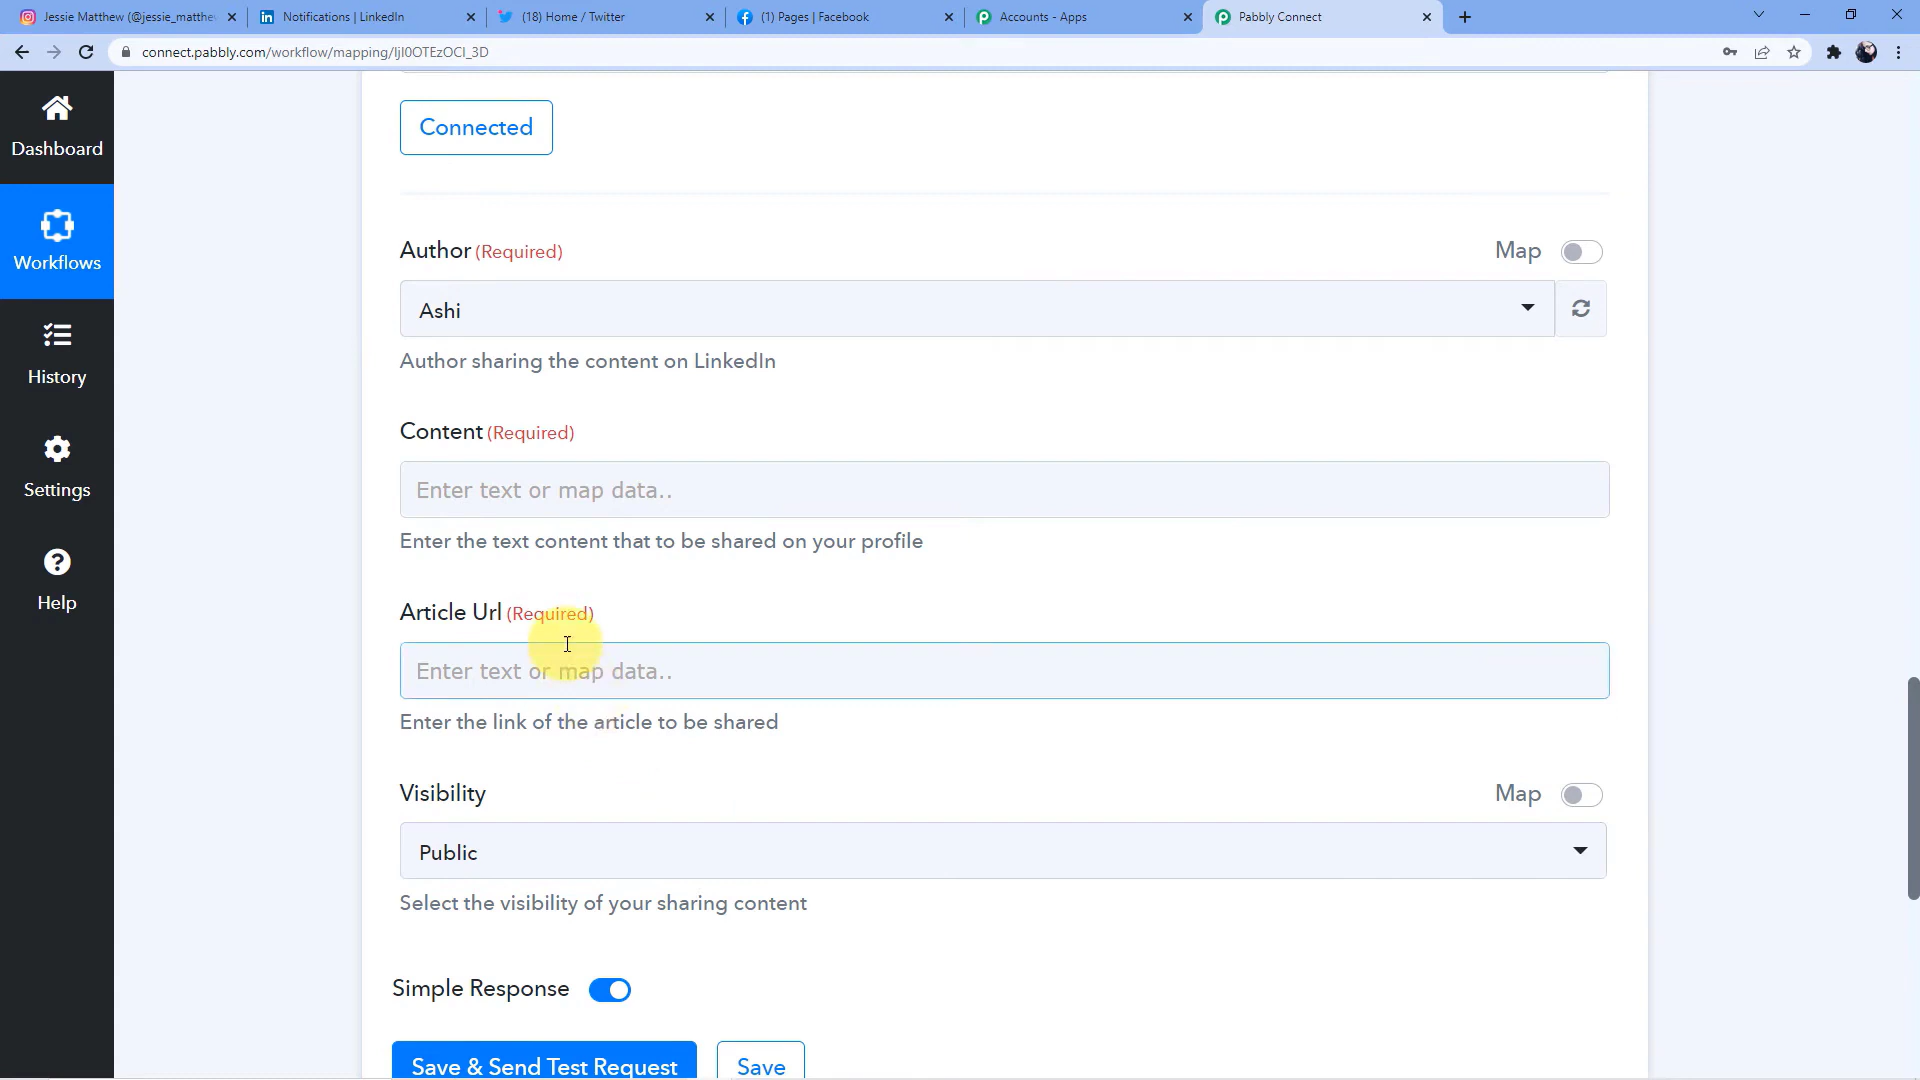 Jessie Matthew (@jessie_matthe
Notifications | LinkedIn
(18) Home / Twitter
(1) Pages | Facebook
Accounts - Apps
Pabbly Connect
connect.pabbly.com/workflow/mapping/IjI0OTEzOCI_3D
Dashboard
Workflows
History
Settings
Help
Connected
Author (Required)
Map
Ashi
Author sharing the content on LinkedIn
Content (Required)
Enter text or map data..
Enter the text content that to be shared on your profile
Article Url (Required)
Enter text or map data..
Enter the link of the article to be shared
Visibility
Map
Public
Select the visibility of your sharing content
Simple Response
Save & Send Test Request
Save